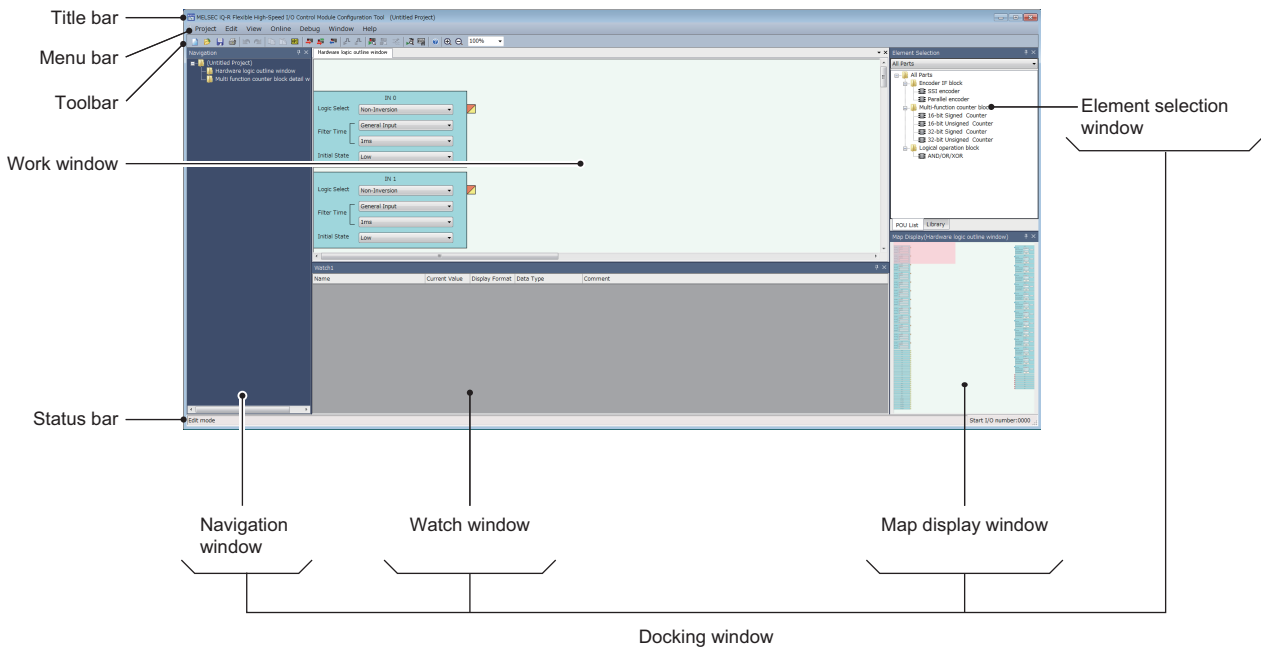 Title bar
MELSEC iQ-R Flexible High-Speed I/O Control Module Configuration Tool (Untitled Project)
Menu bar
Project Edit View Online Debug Window Help
Toolbar
100%
Navigation
(Untitled Project)
Hardware logic outline window
Multi function counter block detail w
Hardware logic outline window
IN 0
Logic Select
Non-Inversion
Filter Time
General Input
1ms
Initial State
Low
IN 1
Logic Select
Non-Inversion
Filter Time
General Input
1ms
Initial State
Low
Work window
Element Selection
All Parts
All Parts
Encoder IF block
SSI encoder
Parallel encoder
Multi-function counter block
16-bit Signed Counter
16-bit Unsigned Counter
32-bit Signed Counter
32-bit Unsigned Counter
Logical operation block
AND/OR/XOR
POU List Library
Element selection
window
Map Display(Hardware logic outline window)
Watch1
Name Current Value Display Format Data Type Comment
Status bar
Edit mode
Start I/O number:0000
Navigation
window
Watch window
Map display window
Docking window